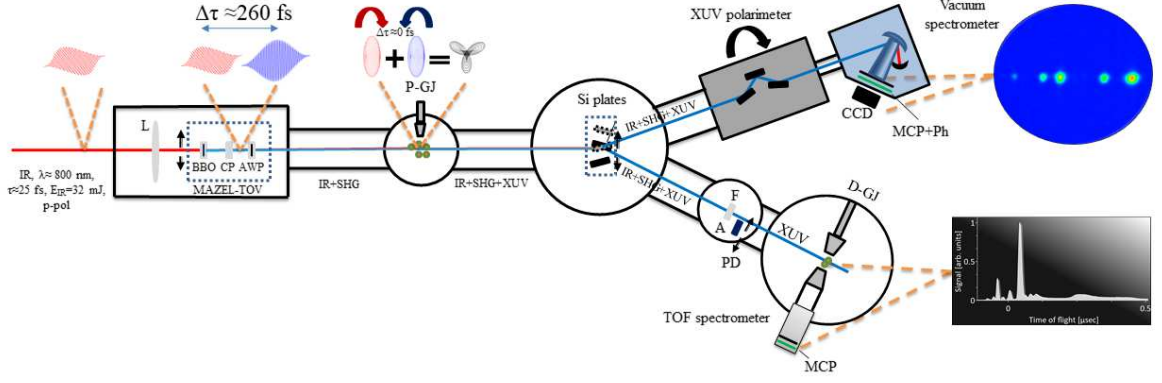 Δτ ≈260 fs
Δτ≈0 fs
P-GJ
XUV polarimeter
Vacuum
spectrometer
L
BBO CP AWP
MAZEL-TOV
IR, λ≈ 800 nm,
τ≈25 fs, E_IR=32 mJ,
p-pol
IR+SHG
IR+SHG+XUV
Si plates
IR+SHG+XUV
IR+SHG+XUV
CCD
MCP+Ph
F
A
PD
XUV
D-GJ
TOF spectrometer
MCP
Signal [arb. units]
1
0.5
0
0
0.5
Time of flight [μsec]